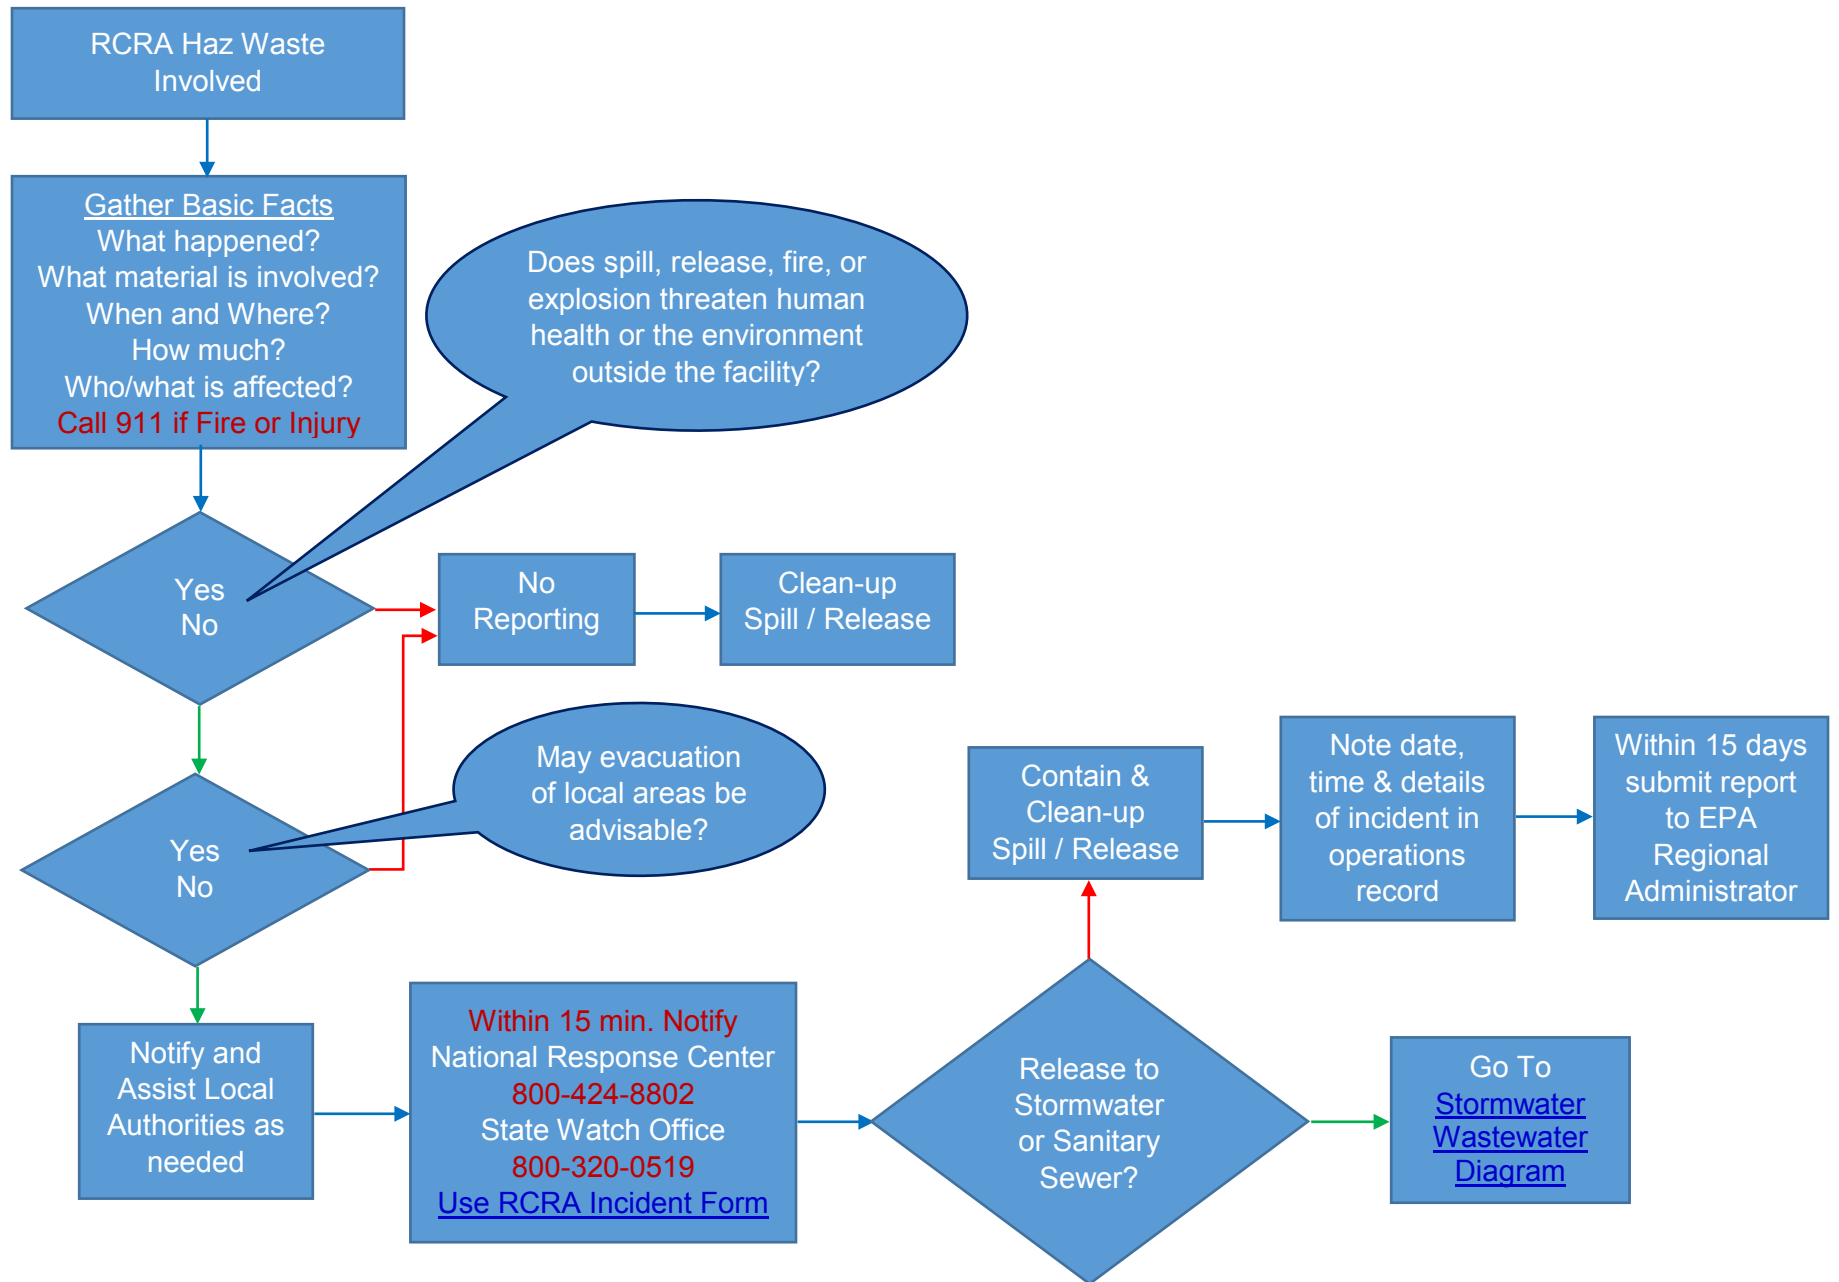 RCRA Haz Waste
Involved
Gather Basic Facts
What happened?
What material is involved?
When and Where?
How much?
Who/what is affected?
Call 911 if Fire or Injury
Does spill, release, fire, or
explosion threaten human
health or the environment
outside the facility?
Yes
No
No
Reporting
Clean-up
Spill / Release
May evacuation
of local areas be
advisable?
Yes
No
Notify and
Assist Local
Authorities as
needed
Within 15 min. Notify
National Response Center
800-424-8802
State Watch Office
800-320-0519
Use RCRA Incident Form
Release to
Stormwater
or Sanitary
Sewer?
Contain &
Clean-up
Spill / Release
Note date,
time & details
of incident in
operations
record
Within 15 days
submit report
to EPA
Regional
Administrator
Go To
Stormwater
Wastewater
Diagram